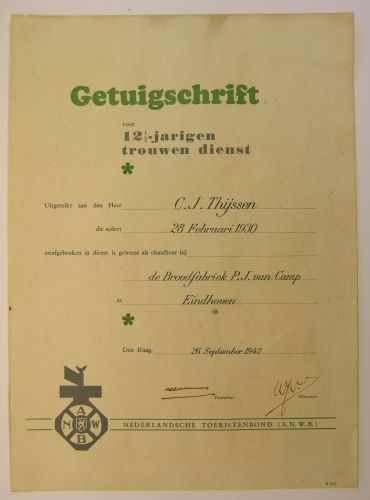 Getuigschrift
voor
12½-jarigen
trouwen dienst
Uitgereikt aan den Heer C. J. Thijssen
die sedert 28 Februari 1930
onafgebroken in dienst is geweest als chauffeur bij
de Broodfabriek P. J. van Camp
te Eindhoven
Den Haag, 26 September 1942
Voorzitter
Directeur
A
N W
B
NEDERLANDSCHE TOERISTENBOND (A.N.W.B.)